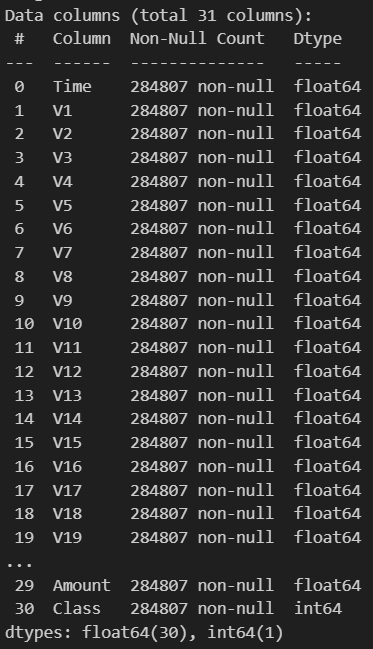 Data columns (total 31 columns):
 #   Column  Non-Null Count   Dtype
---  ------  --------------   -----
 0   Time    284807 non-null  float64
 1   V1      284807 non-null  float64
 2   V2      284807 non-null  float64
 3   V3      284807 non-null  float64
 4   V4      284807 non-null  float64
 5   V5      284807 non-null  float64
 6   V6      284807 non-null  float64
 7   V7      284807 non-null  float64
 8   V8      284807 non-null  float64
 9   V9      284807 non-null  float64
 10  V10     284807 non-null  float64
 11  V11     284807 non-null  float64
 12  V12     284807 non-null  float64
 13  V13     284807 non-null  float64
 14  V14     284807 non-null  float64
 15  V15     284807 non-null  float64
 16  V16     284807 non-null  float64
 17  V17     284807 non-null  float64
 18  V18     284807 non-null  float64
 19  V19     284807 non-null  float64
...
 29  Amount  284807 non-null  float64
 30  Class   284807 non-null  int64
dtypes: float64(30), int64(1)